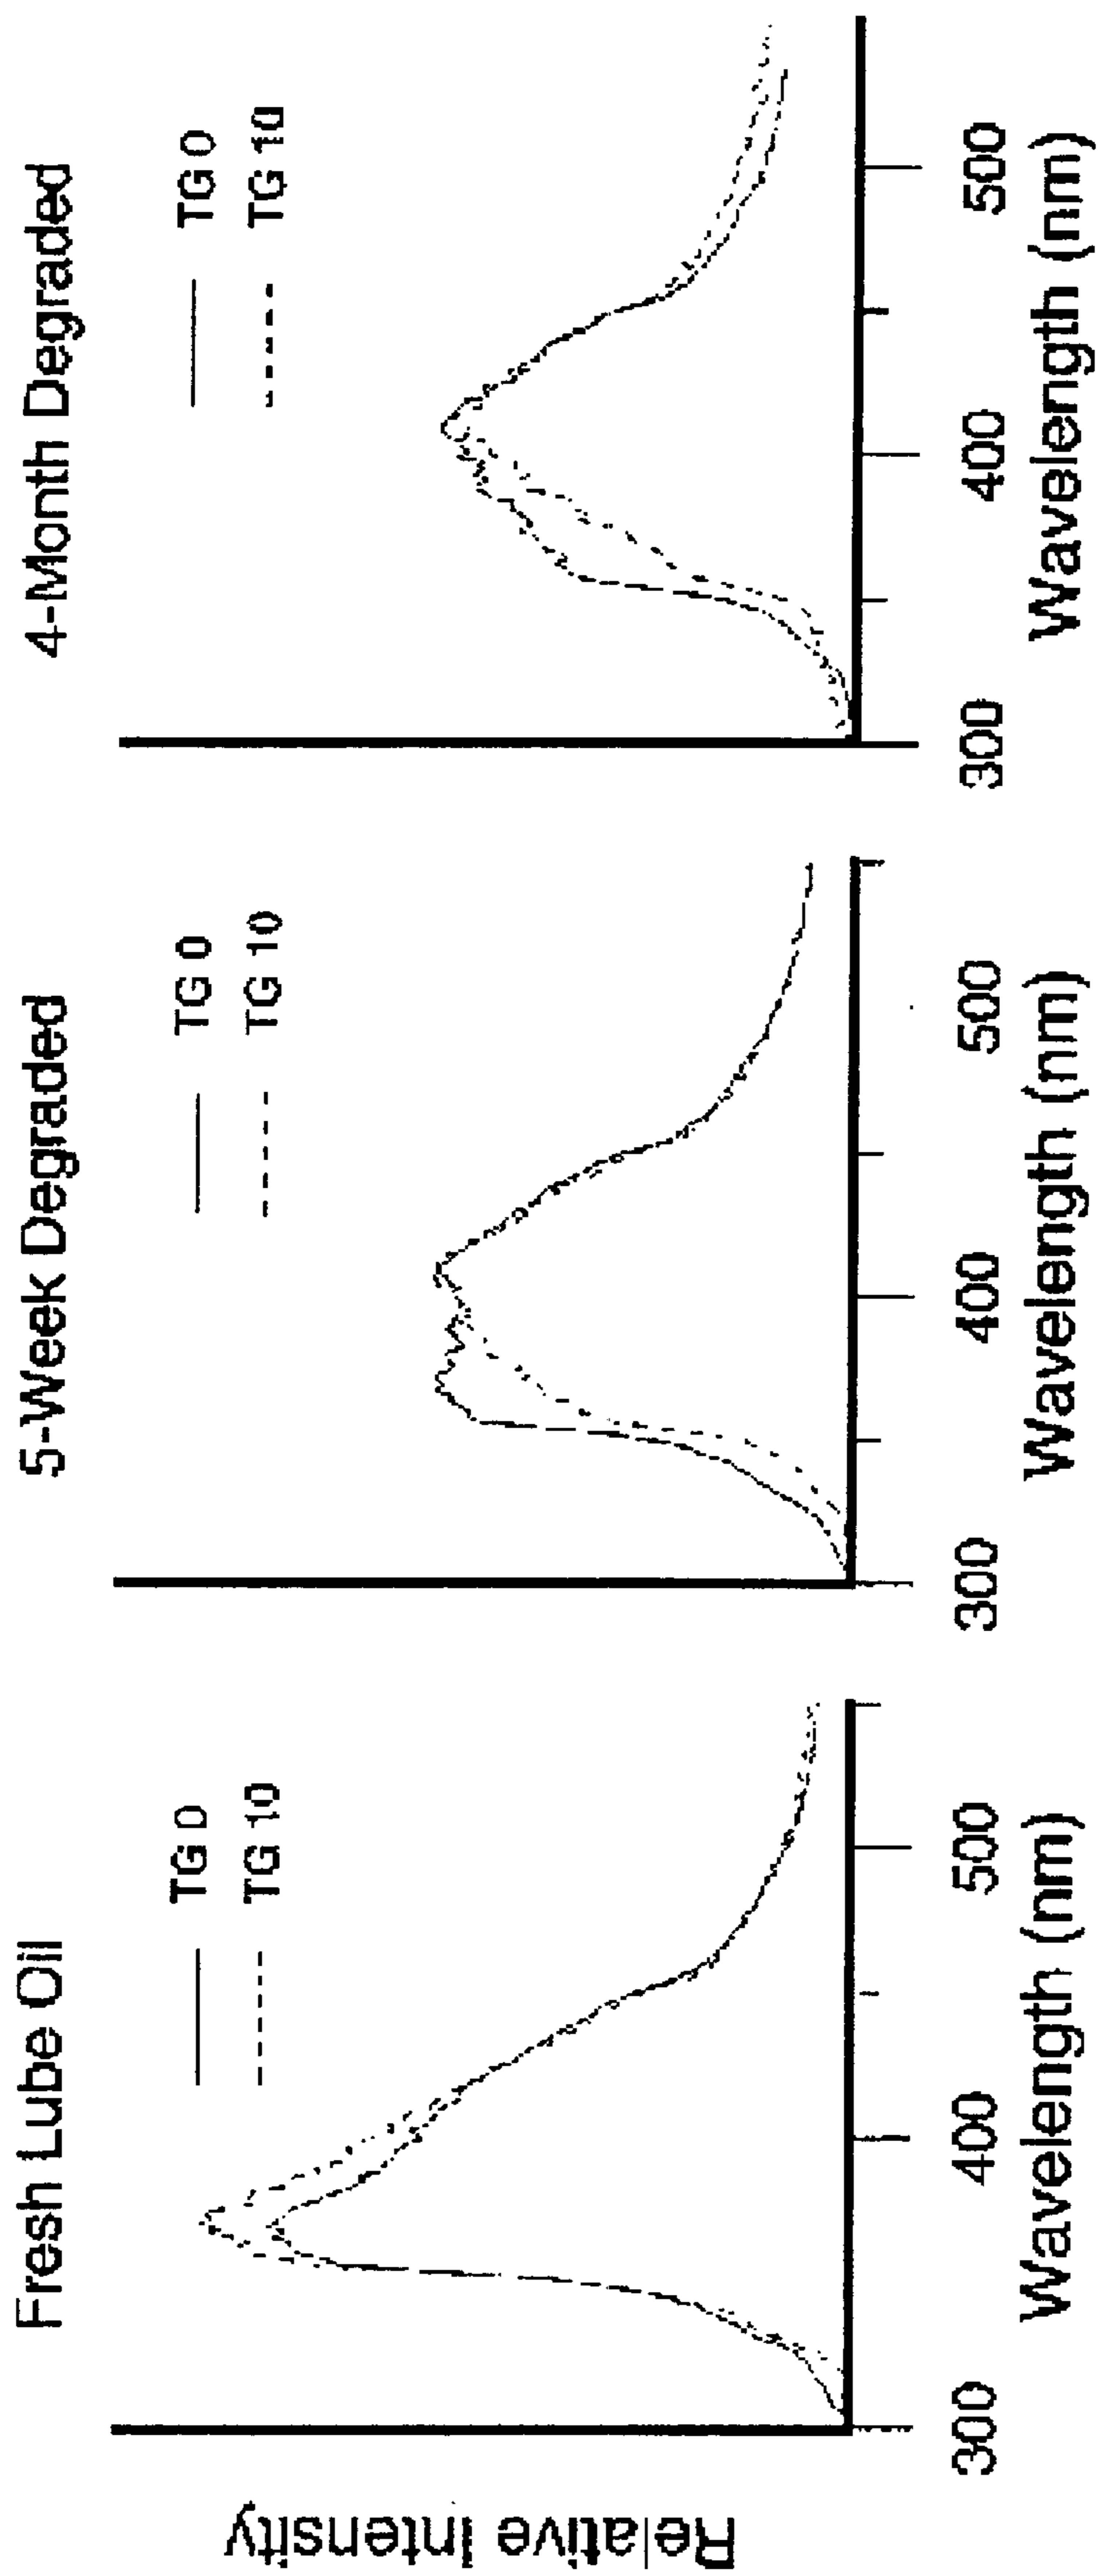 Relative Intensity
Fresh Lube Oil
TG 0
TG 10
300
400
500
Wavelength (nm)
5-Week Degraded
TG 0
TG 10
300
400
500
Wavelength (nm)
4-Month Degraded
TG 0
TG 10
300
400
500
Wavelength (nm)